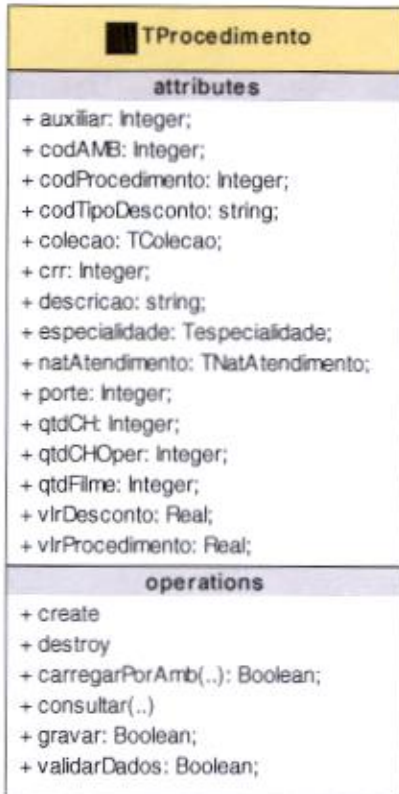 TProcedimento
attributes
+ auxiliar: Integer;
+ codAMB: Integer;
+ codProcedimento: Integer;
+ codTipoDesconto: string;
+ colecao: TColecao;
+ crr: Integer;
+ descricao: string;
+ especialidade: Tespecialidade;
+ natAtendimento: TNatAtendimento;
+ porte: Integer;
+ qtdCH: Integer;
+ qtdCHOper: Integer;
+ qtdFilme: Integer;
+ vlrDesconto: Real;
+ vlrProcedimento: Real;
operations
+ create
+ destroy
+ carregarPorAmb(..): Boolean;
+ consultar(..)
+ gravar: Boolean;
+ validarDados: Boolean;